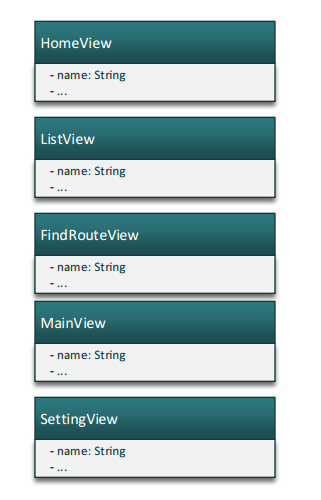 HomeView
- name: String
- ...
ListView
- name: String
- ...
FindRouteView
- name: String
- ...
MainView
- name: String
- ...
SettingView
- name: String
- ...